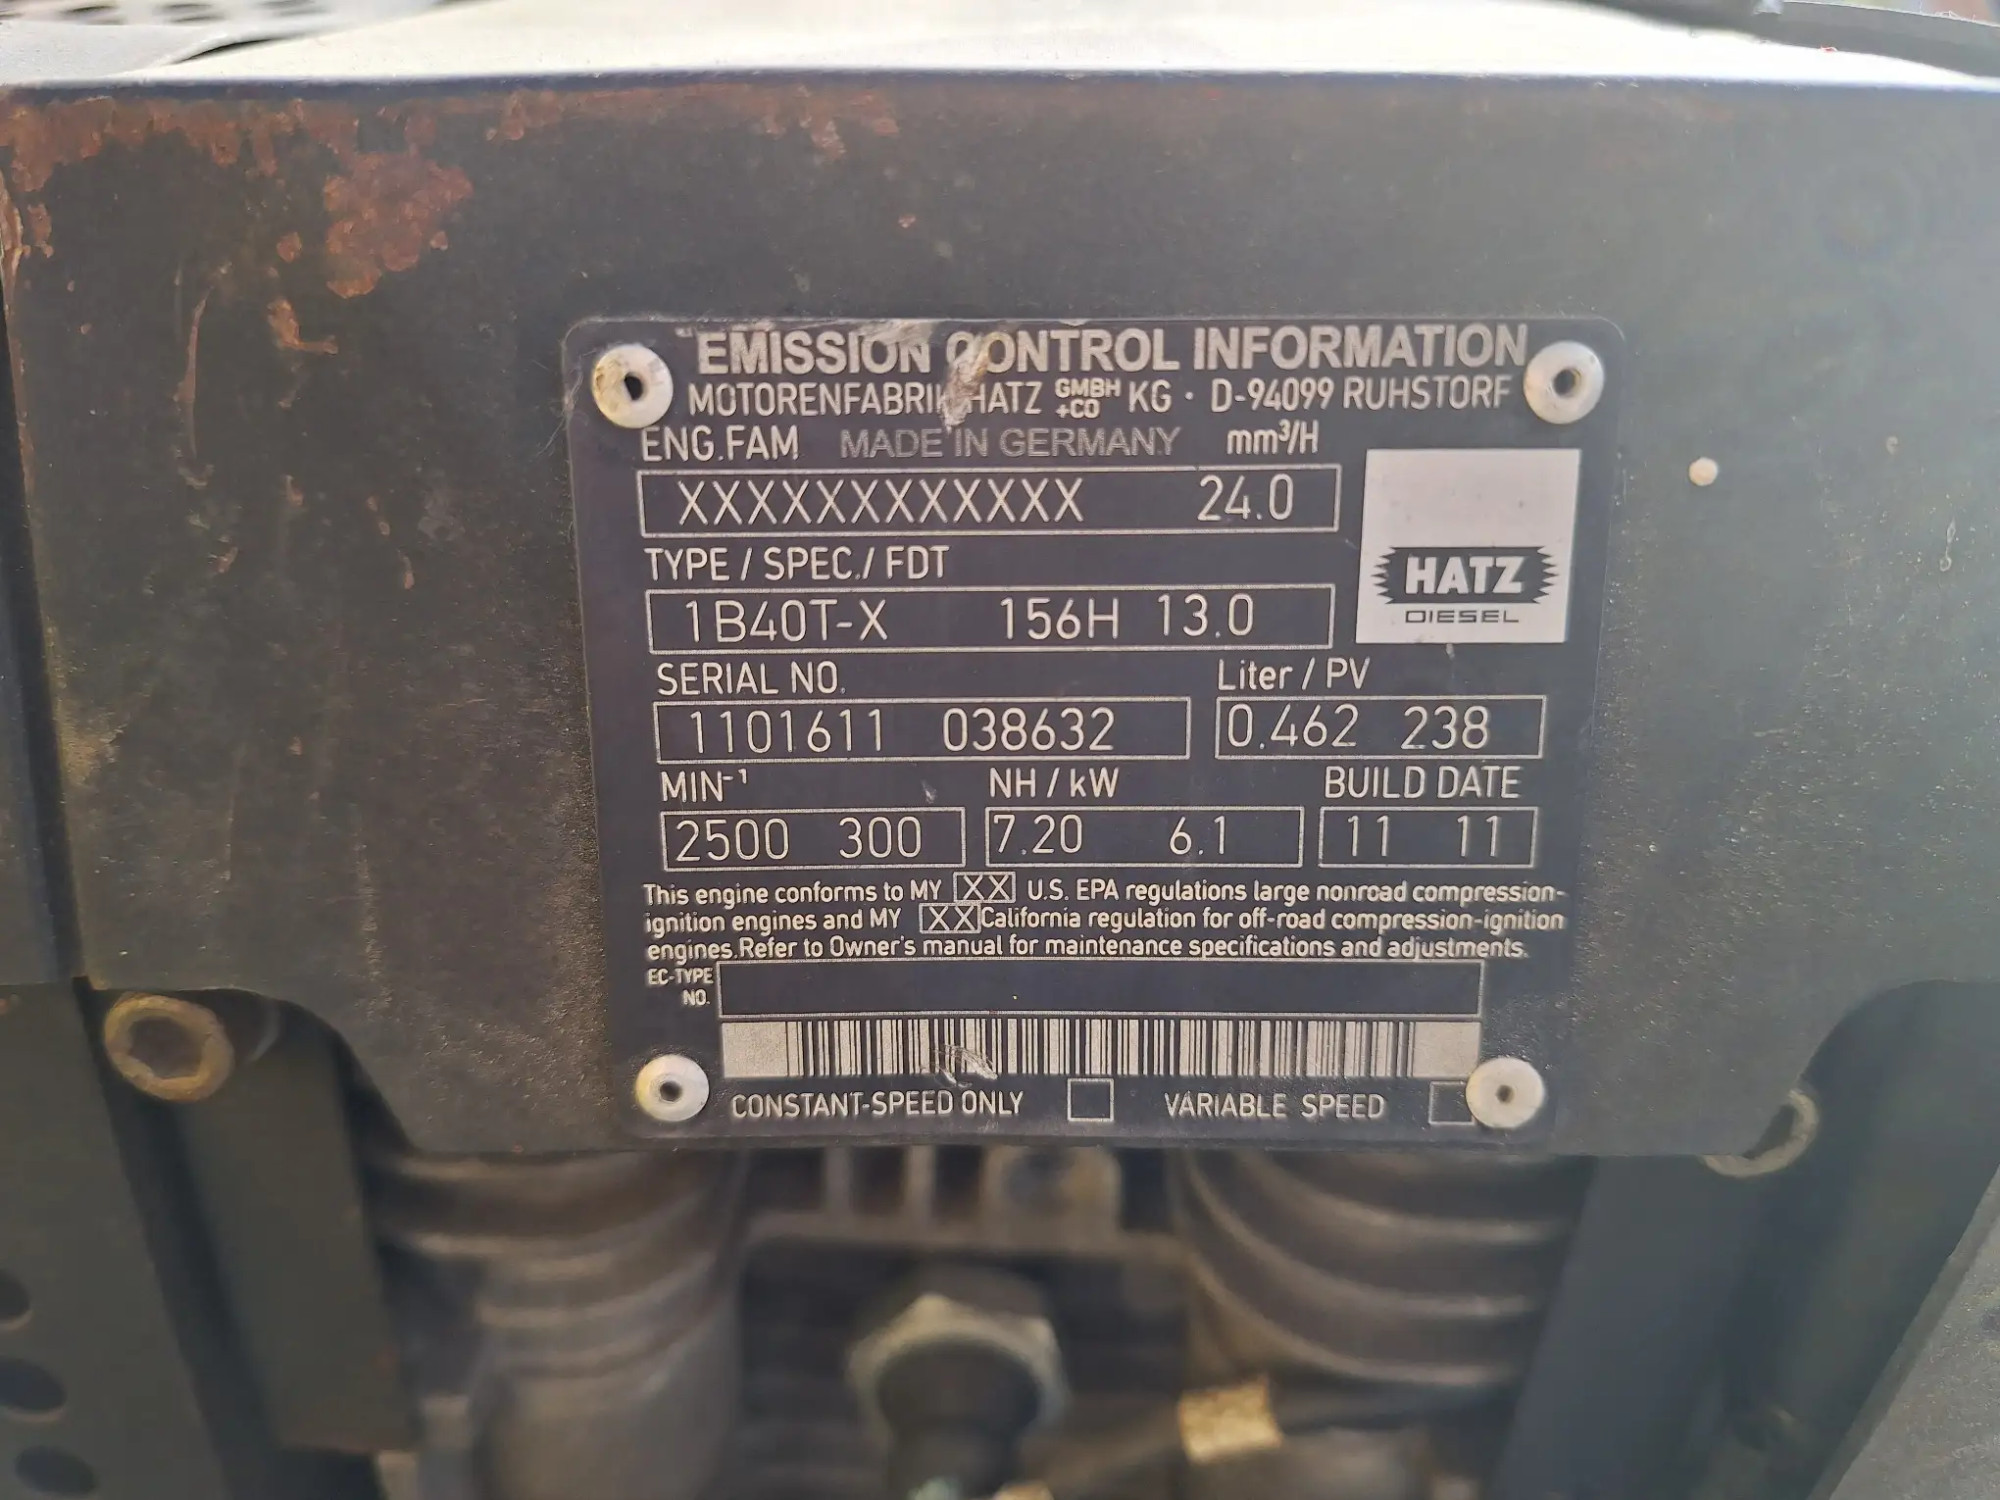 EMISSION CONTROL INFORMATION
MOTORENFABRIK HATZ GMBH +CO KG · D-94099 RUHSTORF
ENG.FAM MADE IN GERMANY mm³/H
XXXXXXXXXXXX 24.0
TYPE / SPEC./ FDT
1B40T-X 156H 13.0
HATZ
DIESEL
SERIAL NO. Liter / PV
1101611 038632 0.462 238
MIN⁻¹ NH / kW BUILD DATE
2500 300 7.20 6.1 11 11
This engine conforms to MY XX U.S. EPA regulations large nonroad compression-
ignition engines and MY XX California regulation for off-road compression-ignition
engines.Refer to Owner's manual for maintenance specifications and adjustments.
EC-TYPE
NO.
CONSTANT-SPEED ONLY VARIABLE SPEED